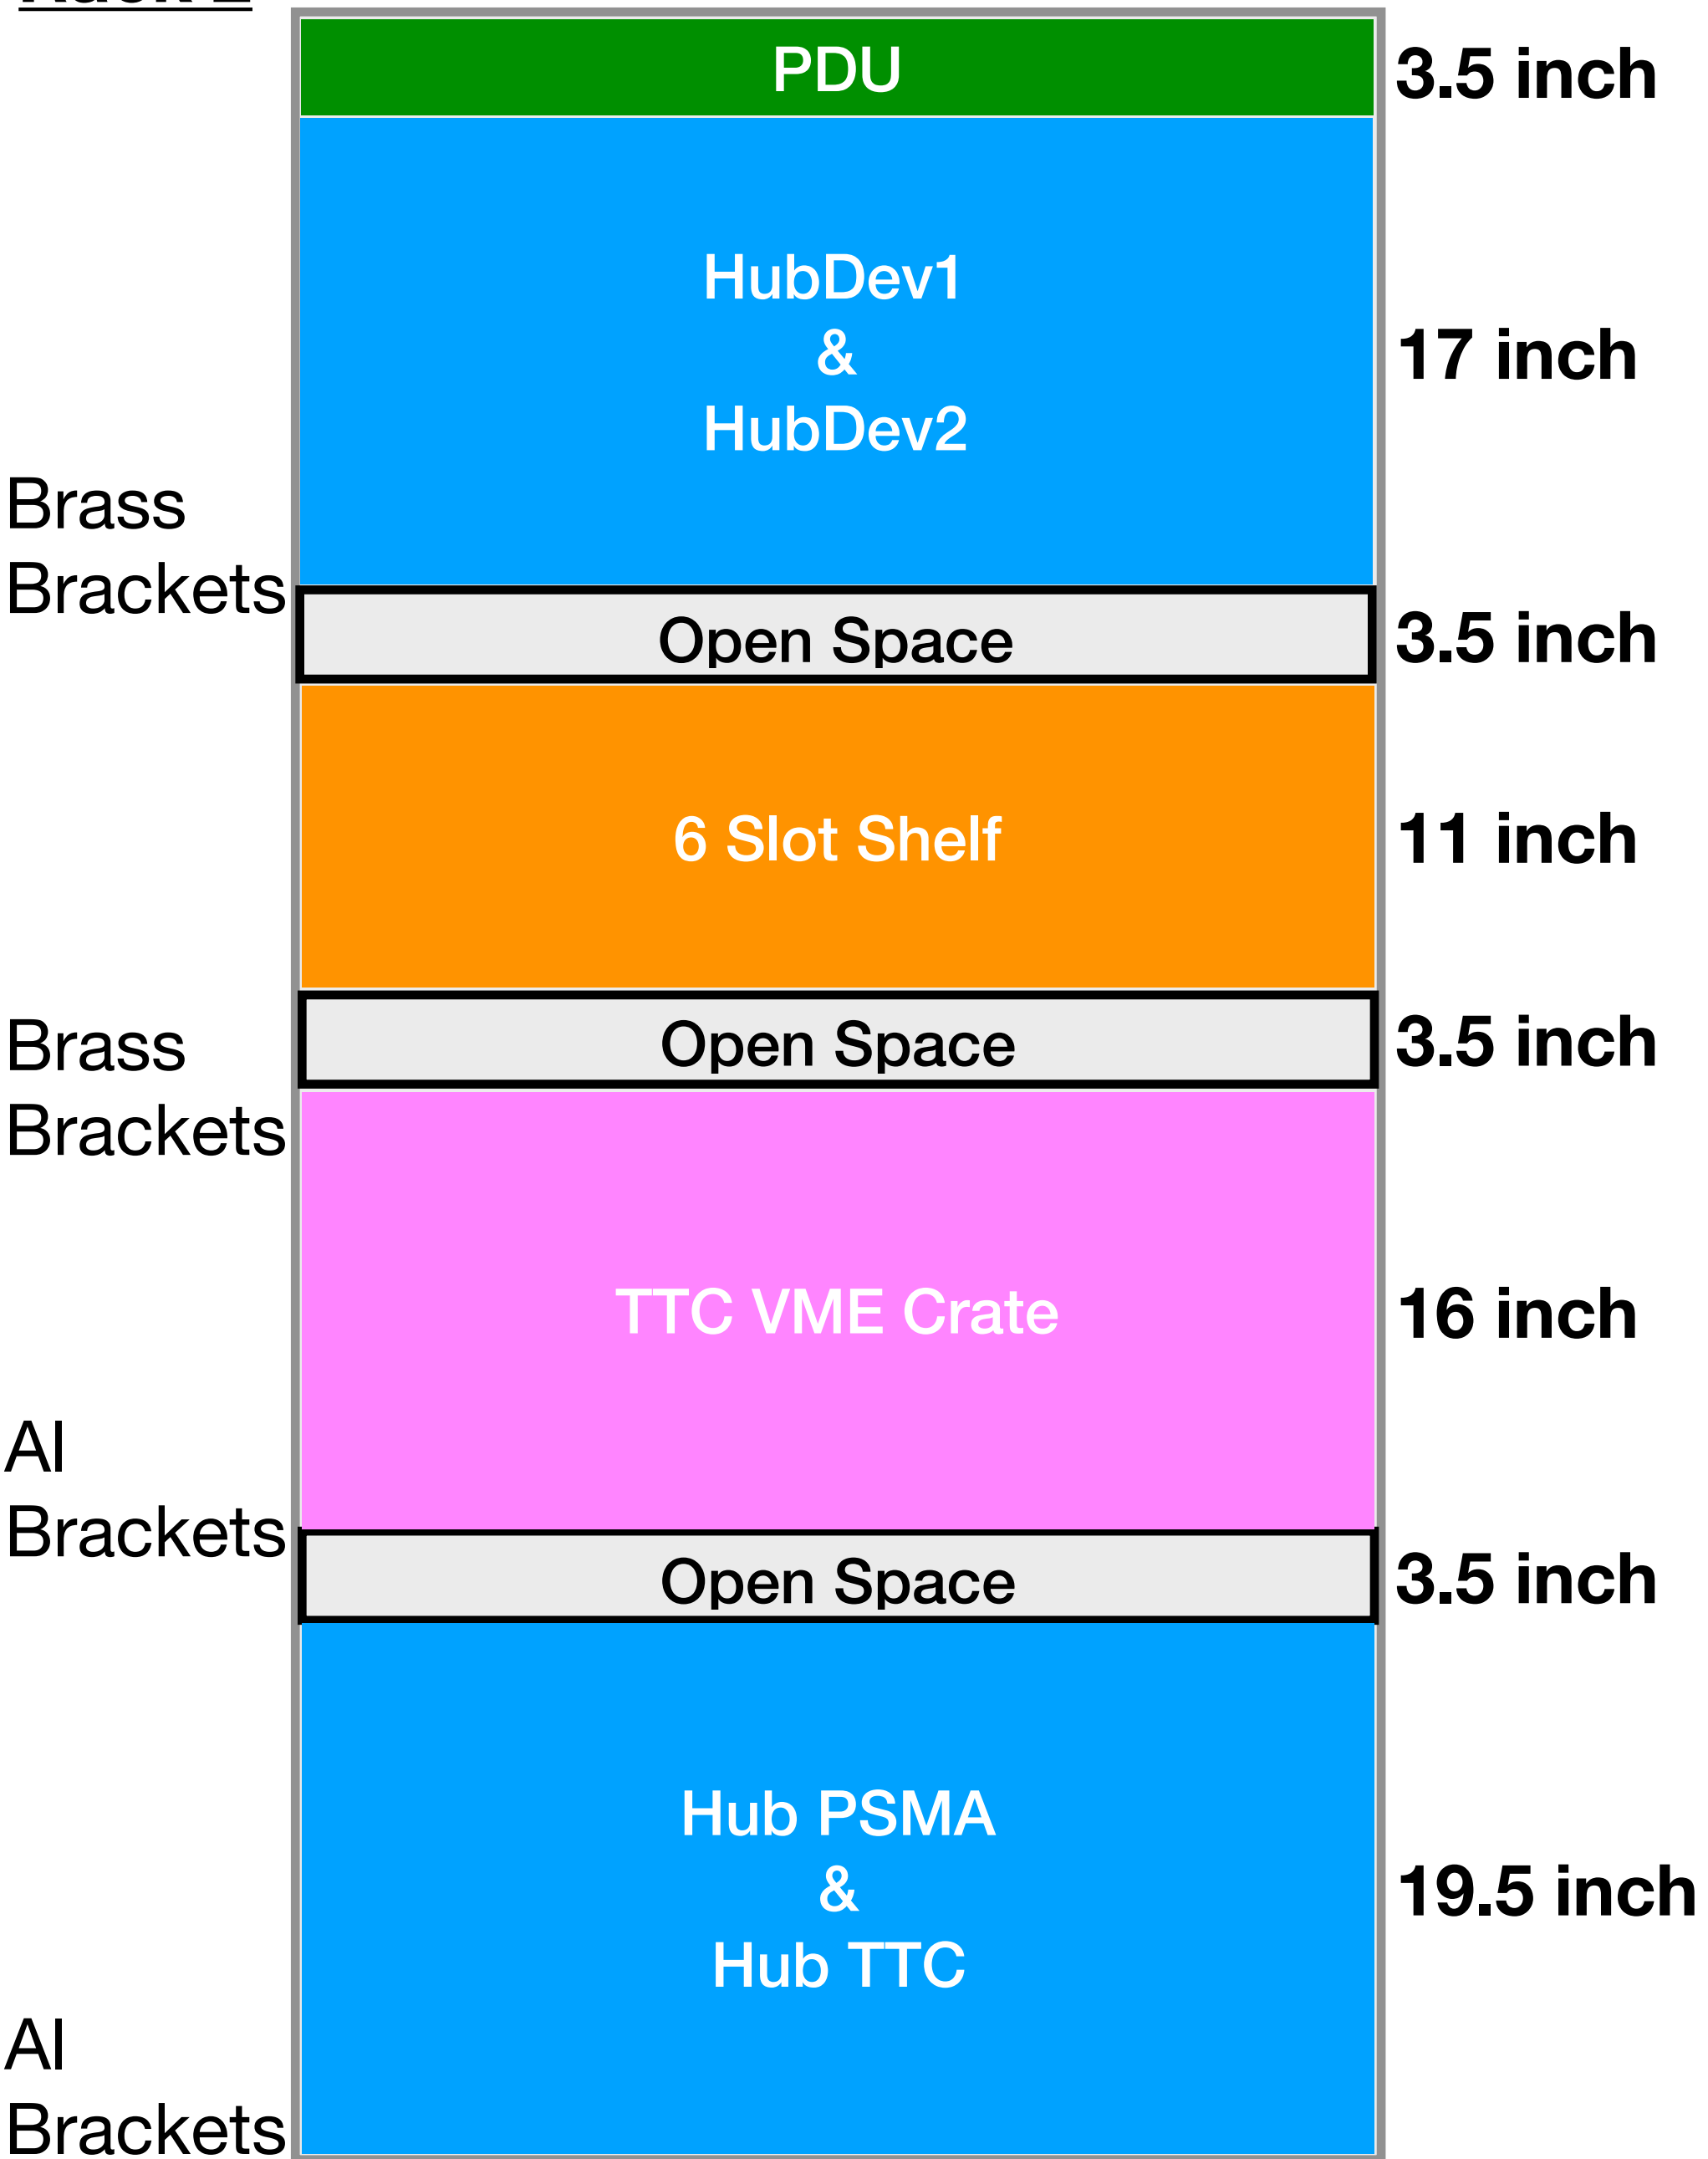 PDU
3.5 inch
HubDev1
&
HubDev2
17 inch
Brass
Brackets
Open Space
3.5 inch
6 Slot Shelf
11 inch
Brass
Brackets
Open Space
3.5 inch
TTC VME Crate
16 inch
Al
Brackets
Open Space
3.5 inch
Hub PSMA
&
Hub TTC
19.5 inch
Al
Brackets